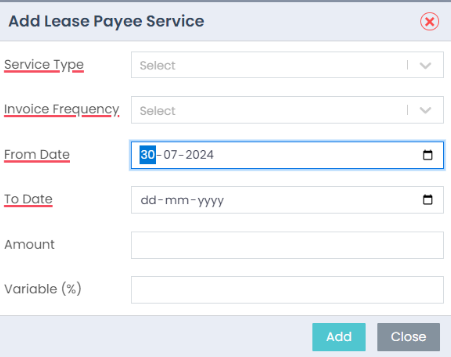 Add Lease Payee Service
Service Type Select
Invoice Frequency Select
From Date 30-07-2024
To Date dd-mm-yyyy
Amount
Variable (%)
Add Close